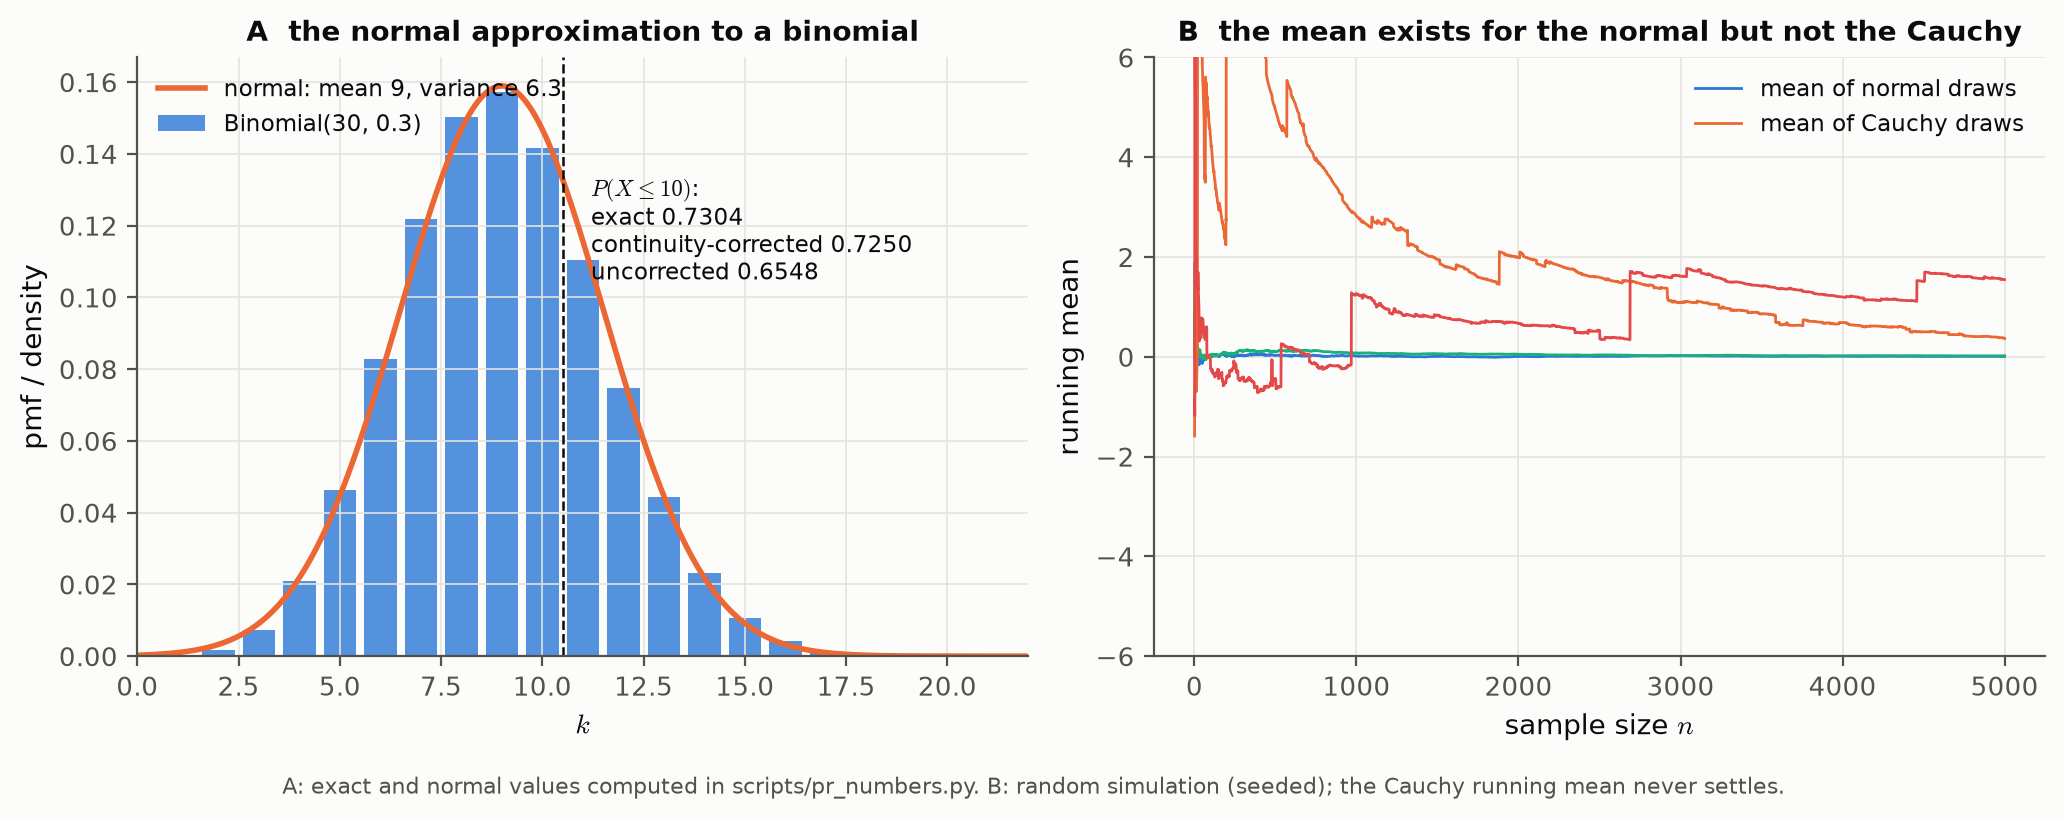 A  the normal approximation to a binomial
normal: mean 9, variance 6.3
Binomial(30, 0.3)
P(X ≤ 10):
exact 0.7304
continuity-corrected 0.7250
uncorrected 0.6548
pmf / density
0.16
0.14
0.12
0.10
0.08
0.06
0.04
0.02
0.00
0.0 2.5 5.0 7.5 10.0 12.5 15.0 17.5 20.0
k
B  the mean exists for the normal but not the Cauchy
mean of normal draws
mean of Cauchy draws
running mean
6
4
2
0
−2
−4
−6
0 1000 2000 3000 4000 5000
sample size n
A: exact and normal values computed in scripts/pr_numbers.py. B: random simulation (seeded); the Cauchy running mean never settles.